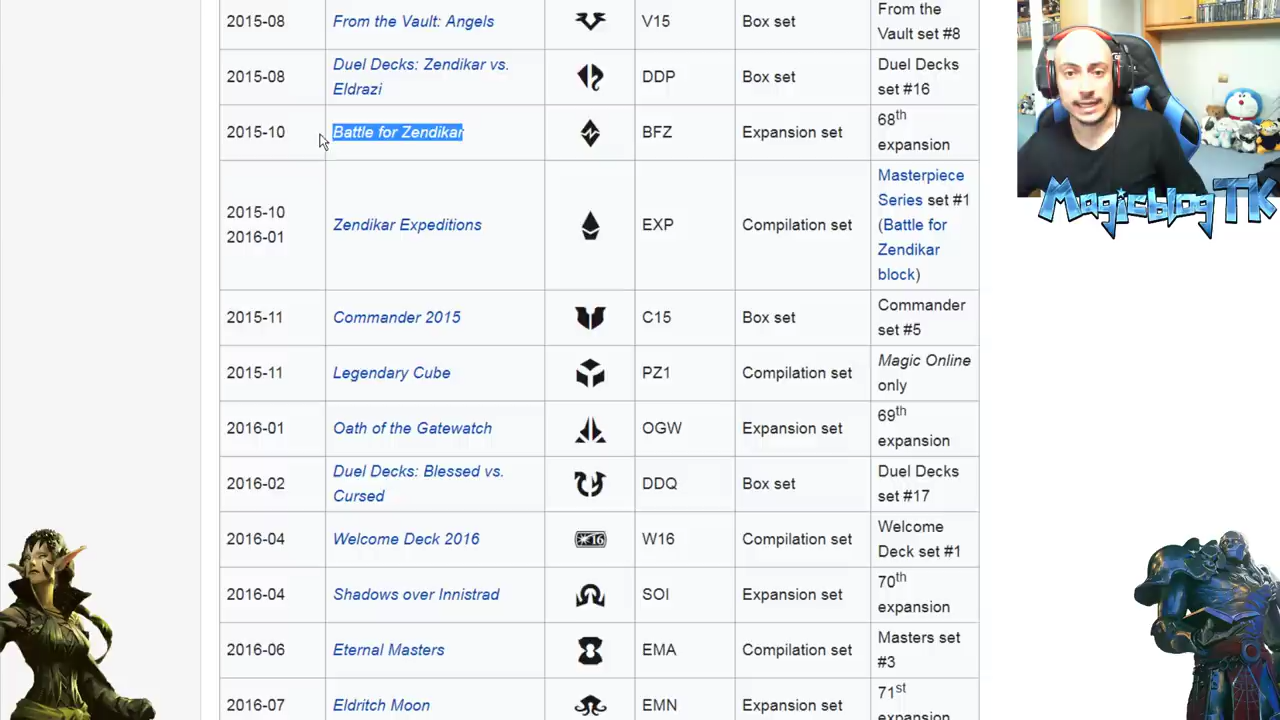 2015-08 From the Vault: Angels V15 Box set From the
Vault set #8
2015-08 Duel Decks: Zendikar vs.
Eldrazi DDP Box set Duel Decks
set #16
2015-10 Battle for Zendikar BFZ Expansion set 68th
expansion
2015-10
2016-01 Zendikar Expeditions EXP Compilation set Masterpiece
Series set #1
(Battle for
Zendikar
block)
2015-11 Commander 2015 C15 Box set Commander
set #5
2015-11 Legendary Cube PZ1 Compilation set Magic Online
only
2016-01 Oath of the Gatewatch OGW Expansion set 69th
expansion
2016-02 Duel Decks: Blessed vs.
Cursed DDQ Box set Duel Decks
set #17
2016-04 Welcome Deck 2016 16 W16 Compilation set Welcome
Deck set #1
2016-04 Shadows over Innistrad SOI Expansion set 70th
expansion
2016-06 Eternal Masters EMA Compilation set Masters set
#3
2016-07 Eldritch Moon EMN Expansion set 71st
expansion
MagicblogTK